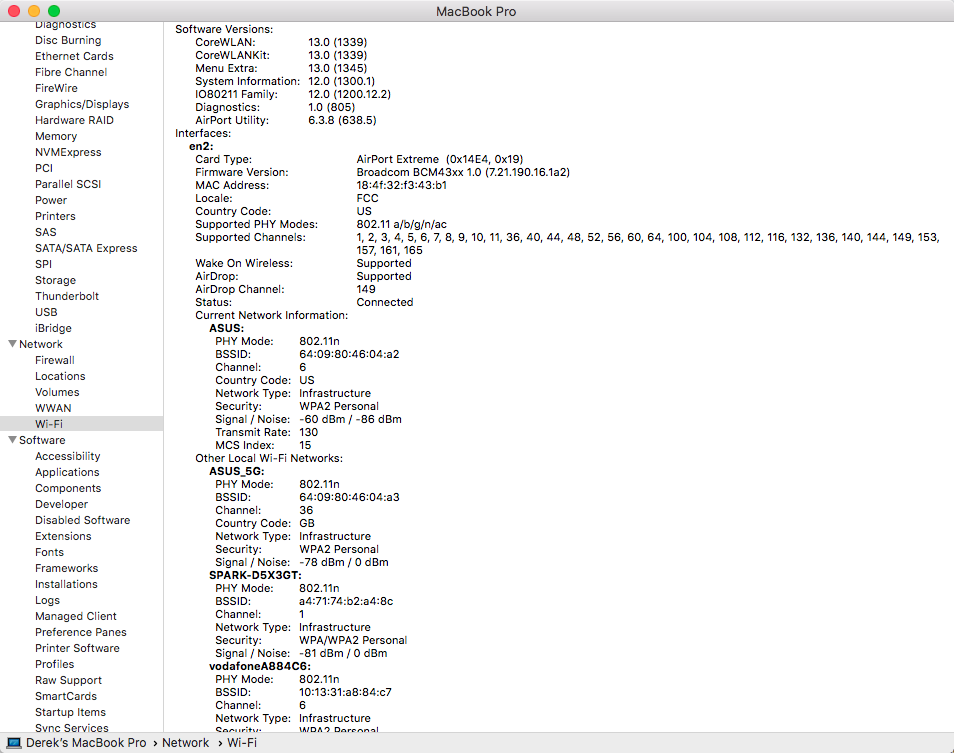 MacBook Pro
Diagnostics
Disc Burning
Ethernet Cards
Fibre Channel
FireWire
Graphics/Displays
Hardware RAID
Memory
NVMExpress
PCI
Parallel SCSI
Power
Printers
SAS
SATA/SATA Express
SPI
Storage
Thunderbolt
USB
iBridge
Network
Firewall
Locations
Volumes
WWAN
Wi-Fi
Software
Accessibility
Applications
Components
Developer
Disabled Software
Extensions
Fonts
Frameworks
Installations
Logs
Managed Client
Preference Panes
Printer Software
Profiles
Raw Support
SmartCards
Startup Items
Sync Services
Software Versions:
CoreWLAN: 13.0 (1339)
CoreWLANKit: 13.0 (1339)
Menu Extra: 13.0 (1345)
System Information: 12.0 (1300.1)
IO80211 Family: 12.0 (1200.12.2)
Diagnostics: 1.0 (805)
AirPort Utility: 6.3.8 (638.5)
Interfaces:
en2:
Card Type: AirPort Extreme (0x14E4, 0x19)
Firmware Version: Broadcom BCM43xx 1.0 (7.21.190.16.1a2)
MAC Address: 18:4f:32:f3:43:b1
Locale: FCC
Country Code: US
Supported PHY Modes: 802.11 a/b/g/n/ac
Supported Channels: 1, 2, 3, 4, 5, 6, 7, 8, 9, 10, 11, 36, 40, 44, 48, 52, 56, 60, 64, 100, 104, 108, 112, 116, 132, 136, 140, 144, 149, 153,
157, 161, 165
Wake On Wireless: Supported
AirDrop: Supported
AirDrop Channel: 149
Status: Connected
Current Network Information:
ASUS:
PHY Mode: 802.11n
BSSID: 64:09:80:46:04:a2
Channel: 6
Country Code: US
Network Type: Infrastructure
Security: WPA2 Personal
Signal / Noise: -60 dBm / -86 dBm
Transmit Rate: 130
MCS Index: 15
Other Local Wi-Fi Networks:
ASUS_5G:
PHY Mode: 802.11n
BSSID: 64:09:80:46:04:a3
Channel: 36
Country Code: GB
Network Type: Infrastructure
Security: WPA2 Personal
Signal / Noise: -78 dBm / 0 dBm
SPARK-D5X3GT:
PHY Mode: 802.11n
BSSID: a4:71:74:b2:a4:8c
Channel: 1
Network Type: Infrastructure
Security: WPA/WPA2 Personal
Signal / Noise: -81 dBm / 0 dBm
vodafoneA884C6:
PHY Mode: 802.11n
BSSID: 10:13:31:a8:84:c7
Channel: 6
Network Type: Infrastructure
Security: WPA2 Personal
Derek's MacBook Pro › Network › Wi-Fi